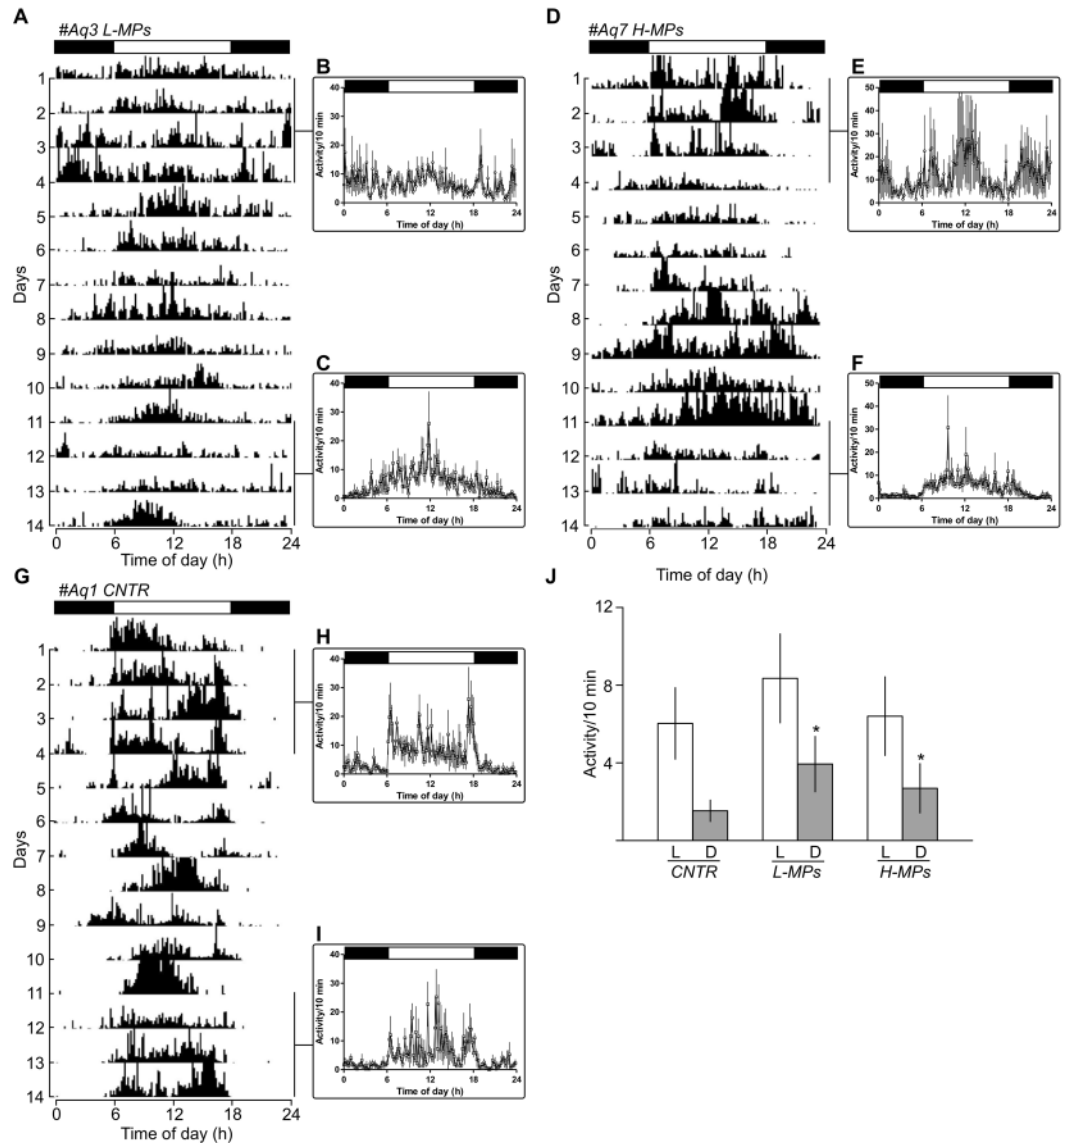 A
#Aq3 L-MPs
Days
1
2
3
4
5
6
7
8
9
10
11
12
13
14
0 6 12 18 24
Time of day (h)
B
Activity/10 min
40
30
20
10
0
0 6 12 18 24
Time of day (h)
C
Activity/10 min
40
30
20
10
0
0 6 12 18 24
Time of day (h)
D
#Aq7 H-MPs
Days
1
2
3
4
5
6
7
8
9
10
11
12
13
14
0 6 12 18 24
Time of day (h)
E
Activity/10 min
50
40
30
20
10
0
0 6 12 18 24
Time of day (h)
F
Activity/10 min
50
40
30
20
10
0
0 6 12 18 24
Time of day (h)
G
#Aq1 CNTR
Days
1
2
3
4
5
6
7
8
9
10
11
12
13
14
0 6 12 18 24
Time of day (h)
H
Activity/10 min
40
30
20
10
0
0 6 12 18 24
Time of day (h)
I
Activity/10 min
40
30
20
10
0
0 6 12 18 24
Time of day (h)
J
Activity/10 min
12
8
4
* *
L D L D L D
CNTR L-MPs H-MPs